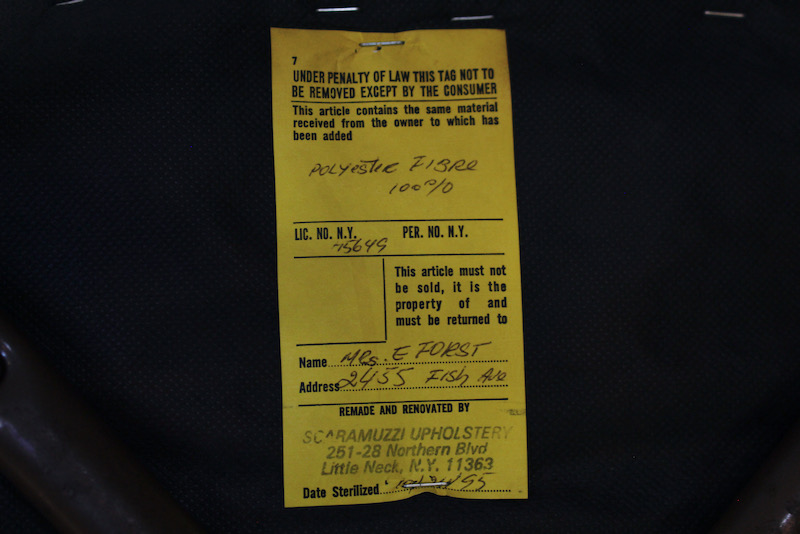 7
UNDER PENALTY OF LAW THIS TAG NOT TO
BE REMOVED EXCEPT BY THE CONSUMER
This article contains the same material
received from the owner to which has
been added
POLYESTER FIBRE
100%
LIC. NO. N.Y. 75649 PER. NO. N.Y.
This article must not
be sold, it is the
property of and
must be returned to
Name MRS. E FORST
Address 2455 Fish Ave
REMADE AND RENOVATED BY
SCARAMUZZI UPHOLSTERY
251-28 Northern Blvd
Little Neck, N.Y. 11363
Date Sterilized